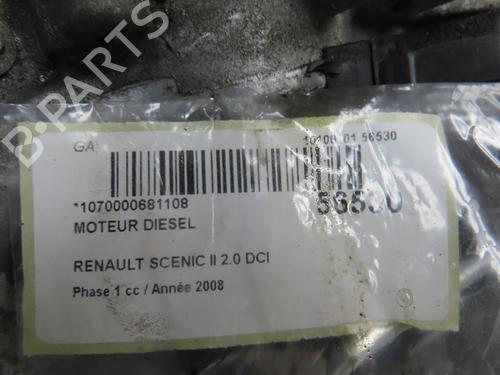 B-PARTS
GA
10100 01 56530
*1070000681108
56530
MOTEUR DIESEL
RENAULT SCENIC II 2.0 DCI
Phase 1 cc / Année 2008